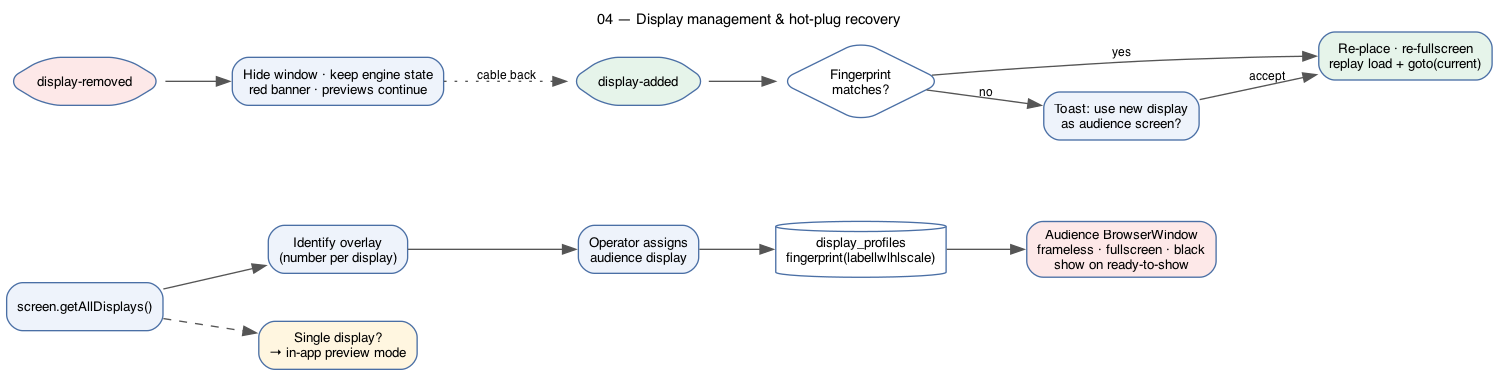 04 — Display management & hot-plug recovery
display-removed
Hide window · keep engine state
red banner · previews continue
cable back
display-added
Fingerprint
matches?
yes
no
Toast: use new display
as audience screen?
accept
Re-place · re-fullscreen
replay load + goto(current)
screen.getAllDisplays()
Identify overlay
(number per display)
Single display?
→ in-app preview mode
Operator assigns
audience display
display_profiles
fingerprint(label|w|h|scale)
Audience BrowserWindow
frameless · fullscreen · black
show on ready-to-show